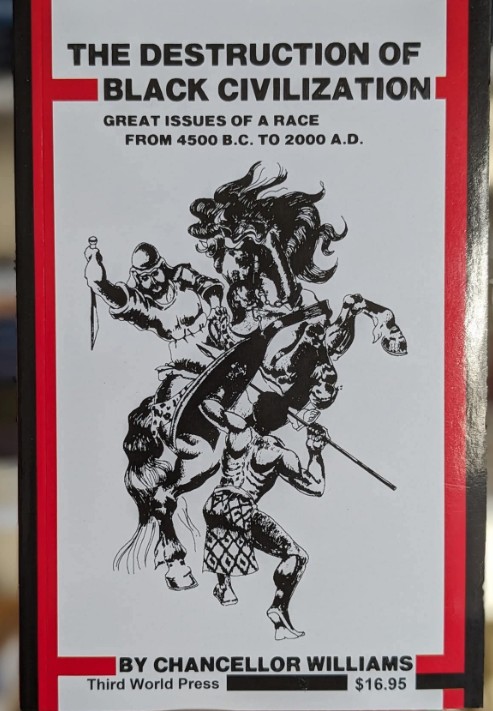 THE DESTRUCTION OF
BLACK CIVILIZATION
GREAT ISSUES OF A RACE
FROM 4500 B.C. TO 2000 A.D.
BY CHANCELLOR WILLIAMS
Third World Press $16.95